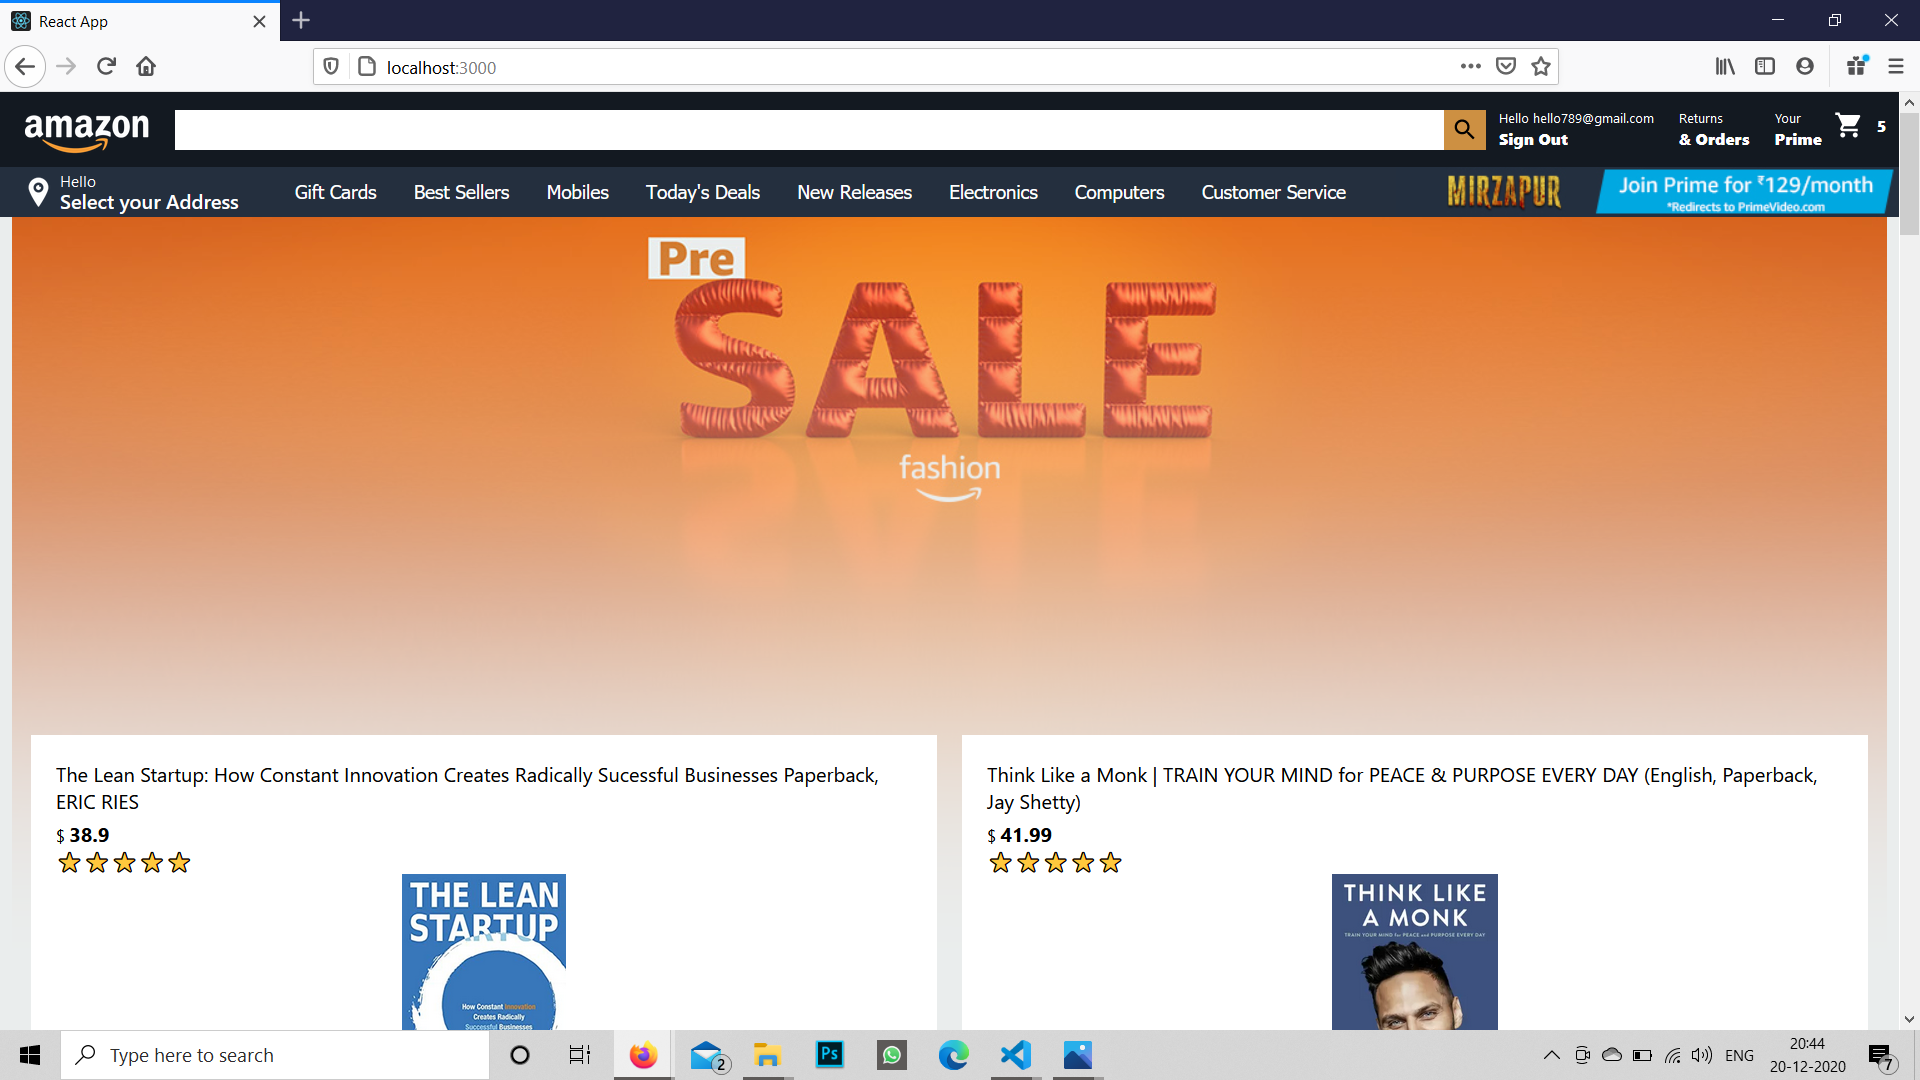 React App
localhost:3000
amazon
Hello hello789@gmail.com
Sign Out
Returns
& Orders
Your
Prime
5
Hello
Select your Address
Gift Cards
Best Sellers
Mobiles
Today's Deals
New Releases
Electronics
Computers
Customer Service
MIRZAPUR
Join Prime for ₹129/month
*Redirects to PrimeVideo.com
Pre
SALE
fashion
The Lean Startup: How Constant Innovation Creates Radically Sucessful Businesses Paperback,
ERIC RIES
$ 38.9
THE LEAN
STARTUP
How Constant Innovation
Creates Radically
Successful Businesses
Think Like a Monk | TRAIN YOUR MIND for PEACE & PURPOSE EVERY DAY (English, Paperback,
Jay Shetty)
$ 41.99
THINK LIKE
A MONK
TRAIN YOUR MIND for PEACE and PURPOSE EVERY DAY
Type here to search
2
Ps
ENG
20:44
20-12-2020
7